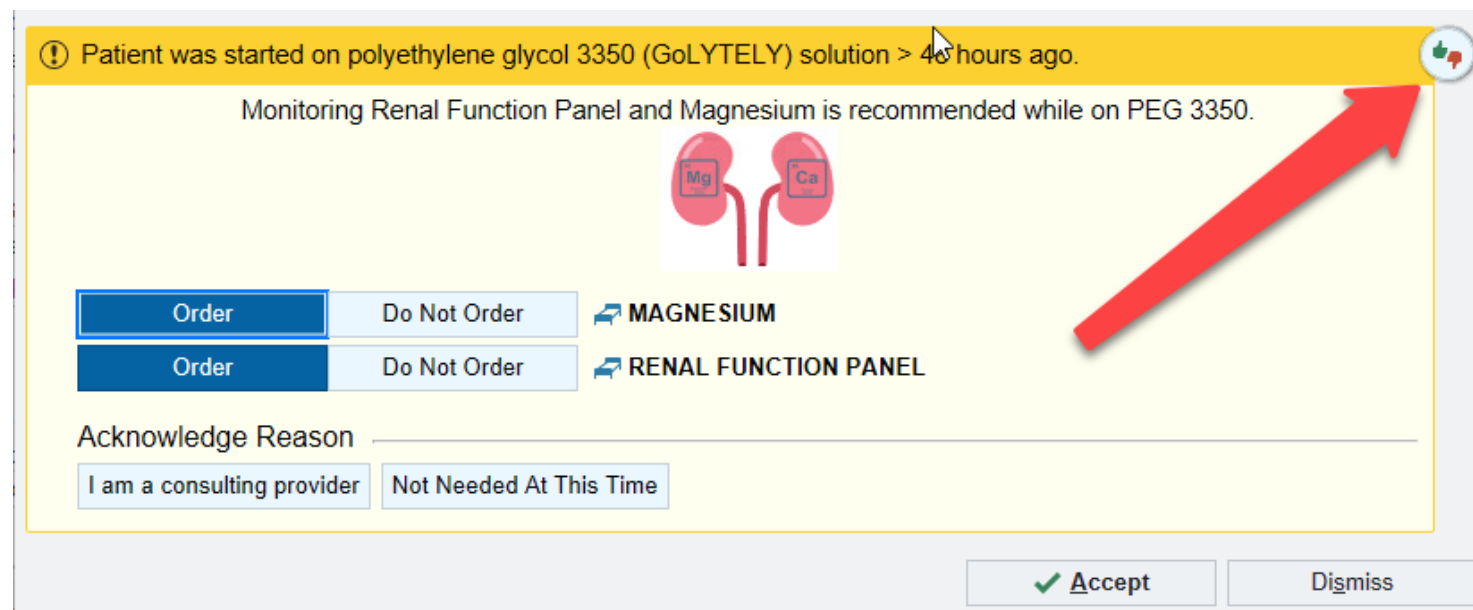 Patient was started on polyethylene glycol 3350 (GoLYTELY) solution > hours ago.
Monitoring Renal Function Panel and Magnesium is recommended while on PEG 3350.
Mg Ca
Order Do Not Order MAGNESIUM
Order Do Not Order RENAL FUNCTION PANEL
Acknowledge Reason
I am a consulting provider Not Needed At This Time
Accept Dismiss